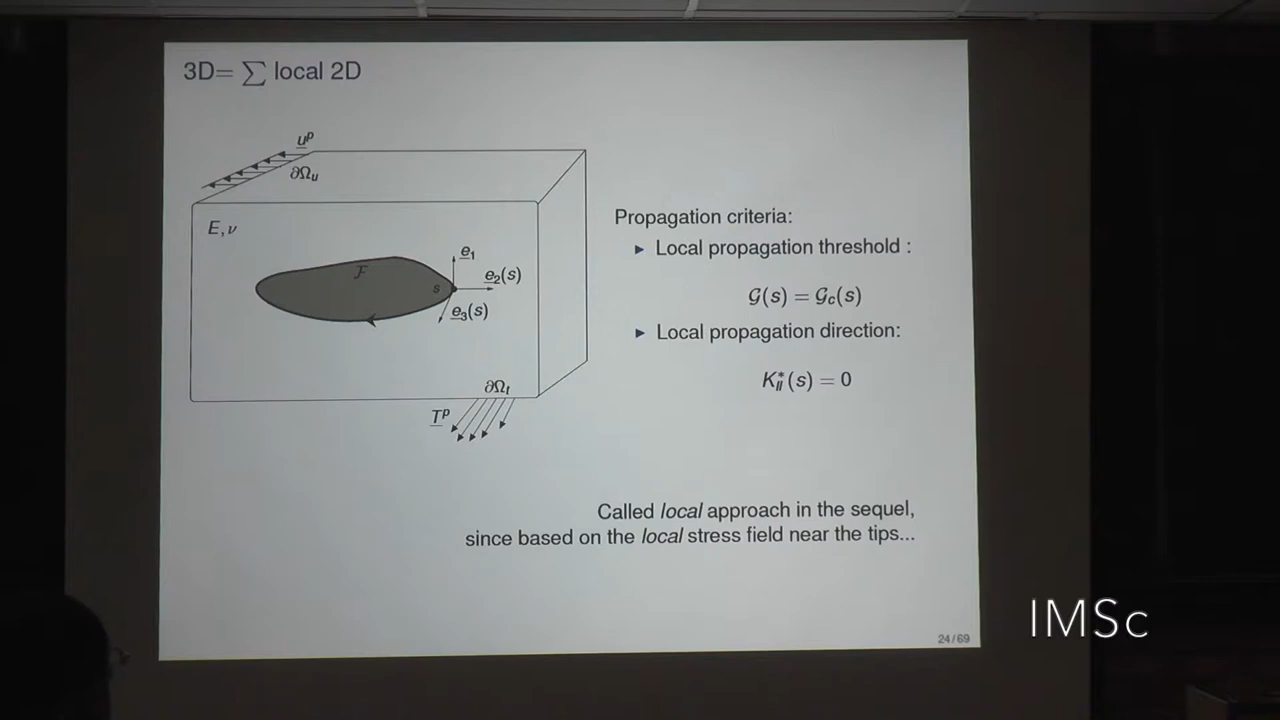 3D= ∑ local 2D
u^p
∂Ω_u
E, ν
F
e_1
s
e_2(s)
e_3(s)
∂Ω_t
T^p
Propagation criteria:
► Local propagation threshold :
G(s) = G_c(s)
► Local propagation direction:
K*_II(s) = 0
Called local approach in the sequel,
since based on the local stress field near the tips...
24/69
IMSc